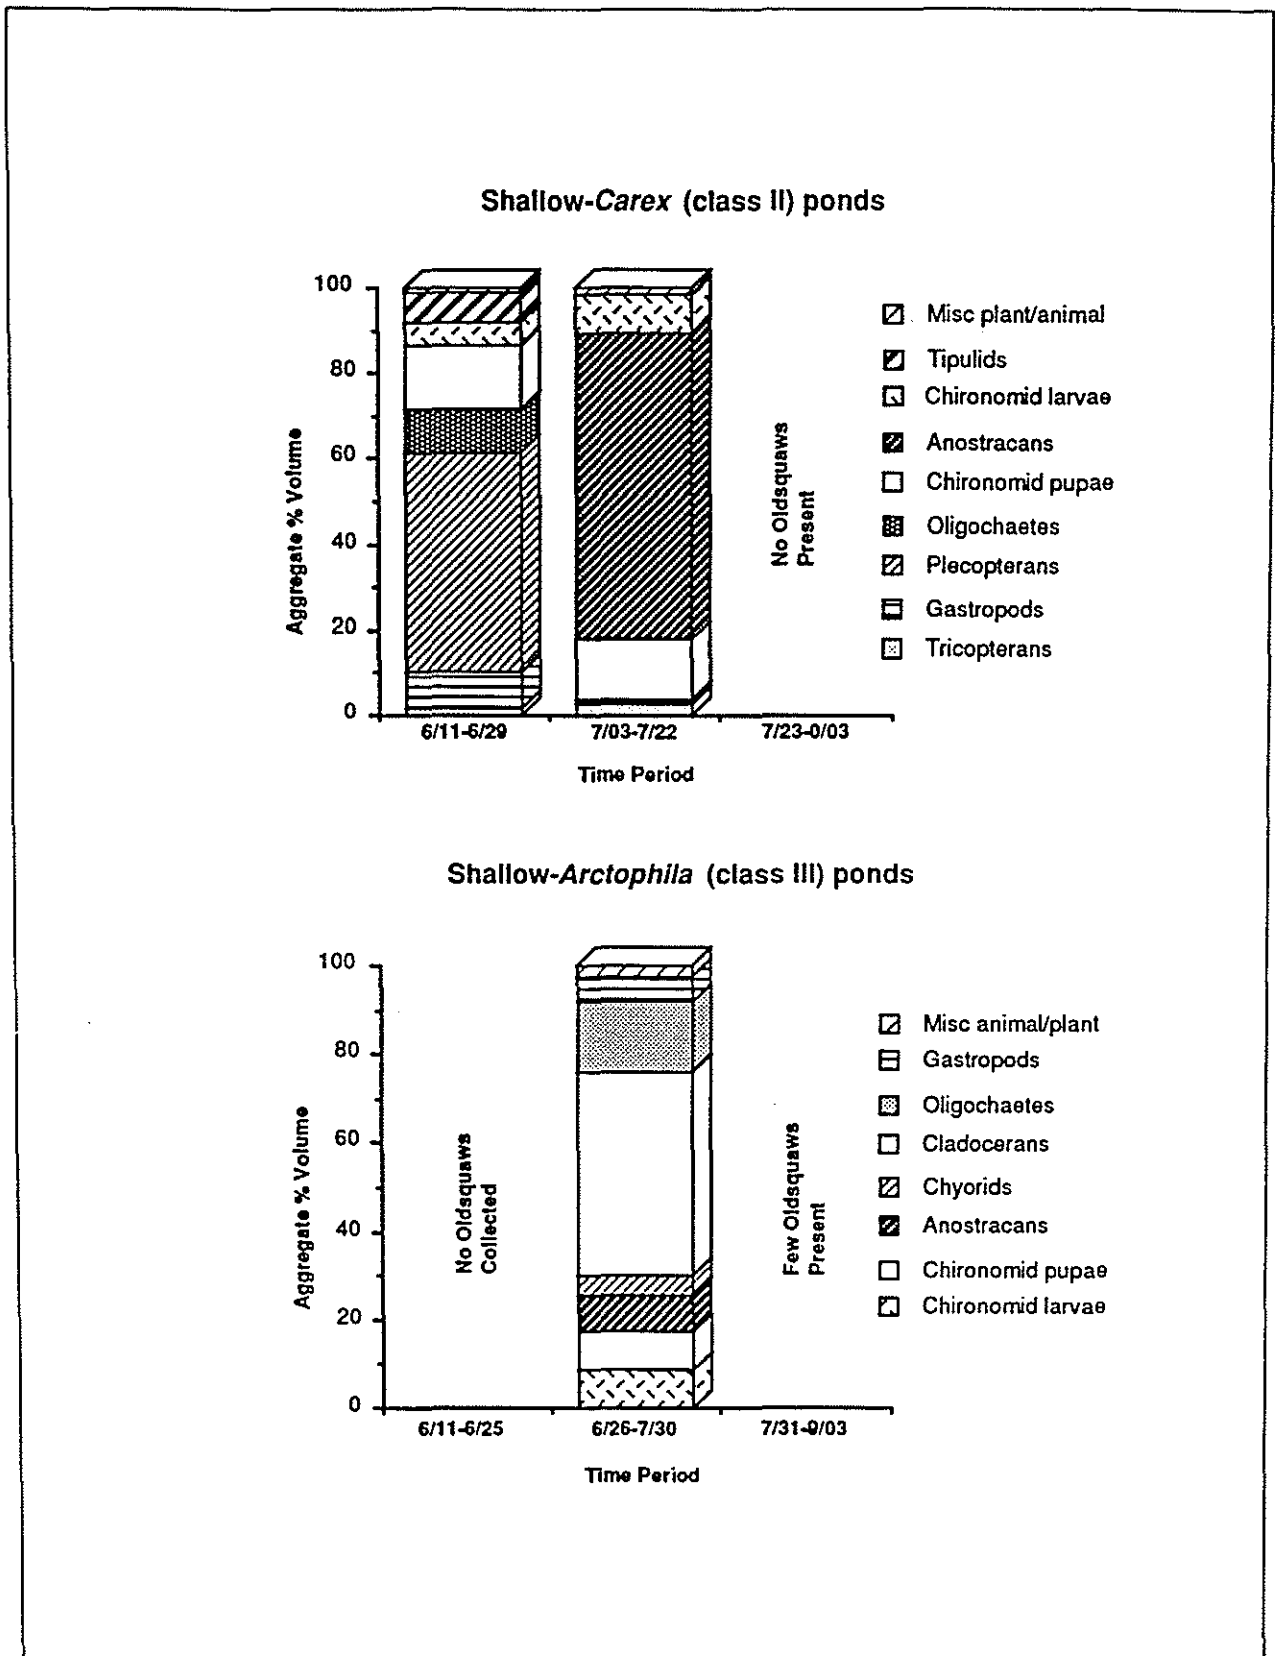 Shallow-Carex (class II) ponds
100
80
60
40
20
0
Aggregate % Volume
6/11-6/29
7/03-7/22
7/23-0/03
Time Period
No Oldsquaws
Present
Misc plant/animal
Tipulids
Chironomid larvae
Anostracans
Chironomid pupae
Oligochaetes
Plecopterans
Gastropods
Tricopterans
Shallow-Arctophila (class III) ponds
100
80
60
40
20
0
Aggregate % Volume
No Oldsquaws
Collected
Few Oldsquaws
Present
6/11-6/25
6/26-7/30
7/31-9/03
Time Period
Misc animal/plant
Gastropods
Oligochaetes
Cladocerans
Chyorids
Anostracans
Chironomid pupae
Chironomid larvae